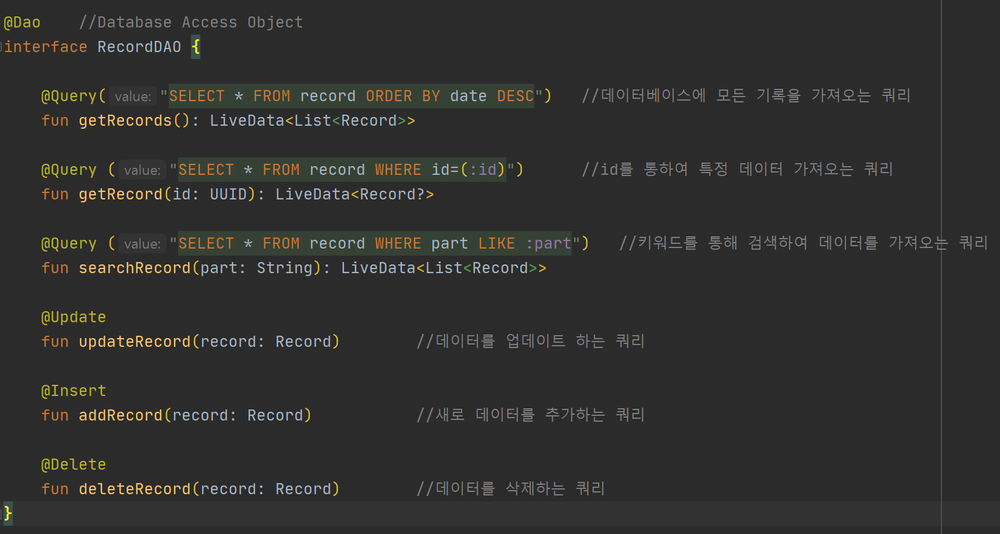 @Dao    //Database Access Object
interface RecordDAO {
@Query( value: "SELECT * FROM record ORDER BY date DESC")   //데이터베이스에 모든 기록을 가져오는 쿼리
fun getRecords(): LiveData<List<Record>>
@Query ( value: "SELECT * FROM record WHERE id=(:id)")      //id를 통하여 특정 데이터 가져오는 쿼리
fun getRecord(id: UUID): LiveData<Record?>
@Query ( value: "SELECT * FROM record WHERE part LIKE :part")   //키워드를 통해 검색하여 데이터를 가져오는 쿼리
fun searchRecord(part: String): LiveData<List<Record>>
@Update
fun updateRecord(record: Record)        //데이터를 업데이트 하는 쿼리
@Insert
fun addRecord(record: Record)           //새로 데이터를 추가하는 쿼리
@Delete
fun deleteRecord(record: Record)        //데이터를 삭제하는 쿼리
}